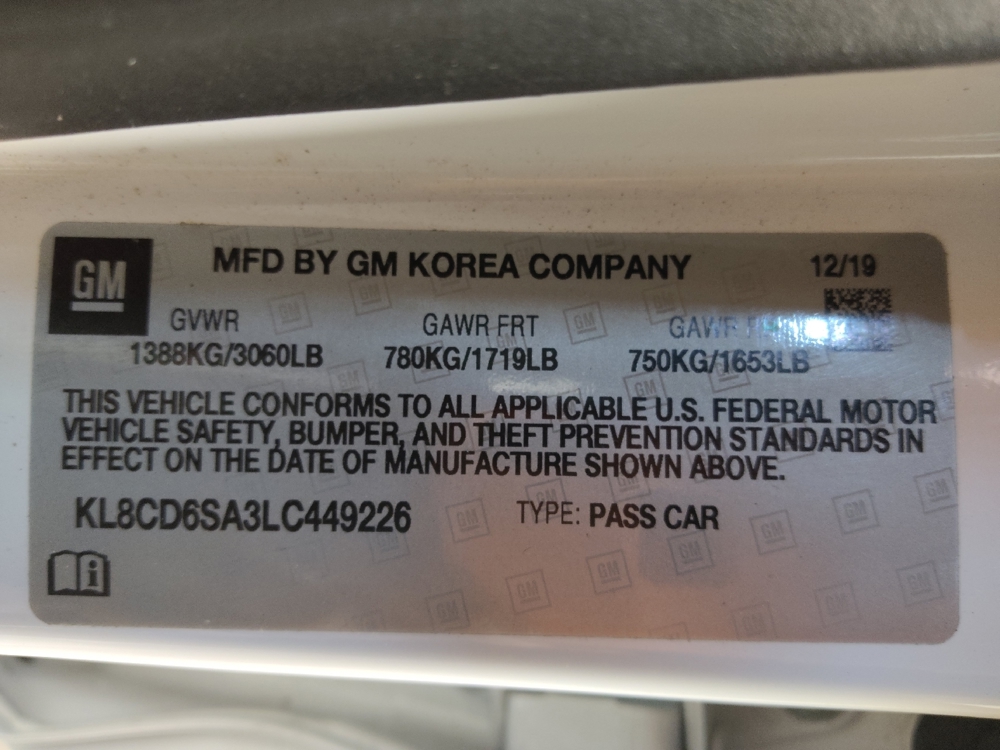 GM
MFD BY GM KOREA COMPANY 12/19
GVWR GAWR FRT GAWR
1388KG/3060LB 780KG/1719LB 750KG/1653LB
THIS VEHICLE CONFORMS TO ALL APPLICABLE U.S. FEDERAL MOTOR
VEHICLE SAFETY, BUMPER, AND THEFT PREVENTION STANDARDS IN
EFFECT ON THE DATE OF MANUFACTURE SHOWN ABOVE.
KL8CD6SA3LC449226 TYPE: PASS CAR